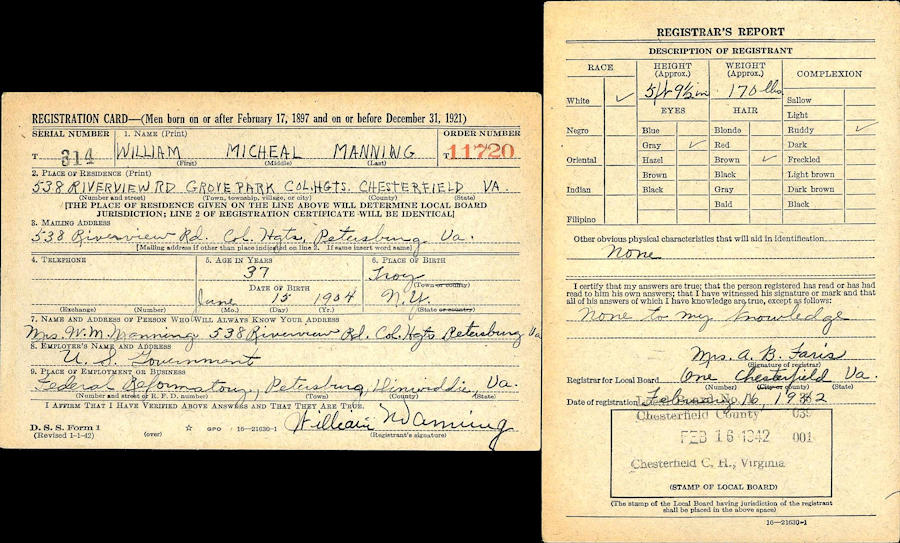 REGISTRATION CARD—(Men born on or after February 17, 1897 and on or before December 31, 1921)
SERIAL NUMBER 1. NAME (Print) ORDER NUMBER
T 314 WILLIAM MICHEAL MANNING T11720
(First) (Middle) (Last)
2. PLACE OF RESIDENCE (Print)
538 RIVERVIEW RD GROVE PARK COL.HGTS. CHESTERFIELD VA.
(Number and street) (Town, township, village, or city) (County) (State)
[THE PLACE OF RESIDENCE GIVEN ON THE LINE ABOVE WILL DETERMINE LOCAL BOARD
JURISDICTION; LINE 2 OF REGISTRATION CERTIFICATE WILL BE IDENTICAL]
3. MAILING ADDRESS
538 Riverview Rd. Col. Hgts, Petersburg Va.
[Mailing address if other than place indicated on line 2. If same insert word same]
4. TELEPHONE 5. AGE IN YEARS 6. PLACE OF BIRTH
37 Troy
(Town or county)
DATE OF BIRTH
June 15 1904 N.Y.
(Exchange) (Number) (Mo.) (Day) (Yr.) (State or country)
7. NAME AND ADDRESS OF PERSON WHO WILL ALWAYS KNOW YOUR ADDRESS
Mrs. W. M. Manning 538 Riverview Rd. Col. Hgts Petersburg Va
8. EMPLOYER'S NAME AND ADDRESS
U. S. Government
9. PLACE OF EMPLOYMENT OR BUSINESS
Federal Reformatory, Petersburg, Dinwiddie, Va.
(Number and street or R. F. D. number) (Town) (County) (State)
I AFFIRM THAT I HAVE VERIFIED ABOVE ANSWERS AND THAT THEY ARE TRUE.
William Manning
D. S. S. Form 1
(Revised 1-1-42) (over) ☆ GPO 16—21630-1 (Registrant's signature)
REGISTRAR'S REPORT
DESCRIPTION OF REGISTRANT
RACE HEIGHT (Approx.) WEIGHT (Approx.) COMPLEXION
White ✓ 5 ft 9½ in 170 lbs.
EYES HAIR
Sallow
Light
Negro Blue Blonde Ruddy ✓
Gray ✓ Red Dark
Oriental Hazel Brown ✓ Freckled
Brown Black Light brown
Indian Black Gray Dark brown
Bald Black
Filipino
Other obvious physical characteristics that will aid in identification
None
I certify that my answers are true; that the person registered has read or has had
read to him his own answers; that I have witnessed his signature or mark and that
all of his answers of which I have knowledge are true, except as follows:
None to my knowledge
Mrs. A. B. Faris
(Signature of registrar)
Registrar for Local Board One Chesterfield Va.
(Number) (City or county) (State)
Date of registration Feb 16, 1942
Chesterfield County 039
FEB 16 1942 001
Chesterfield C. H., Virginia
(STAMP OF LOCAL BOARD)
(The stamp of the Local Board having jurisdiction of the registrant
shall be placed in the above space)
16—21630-1